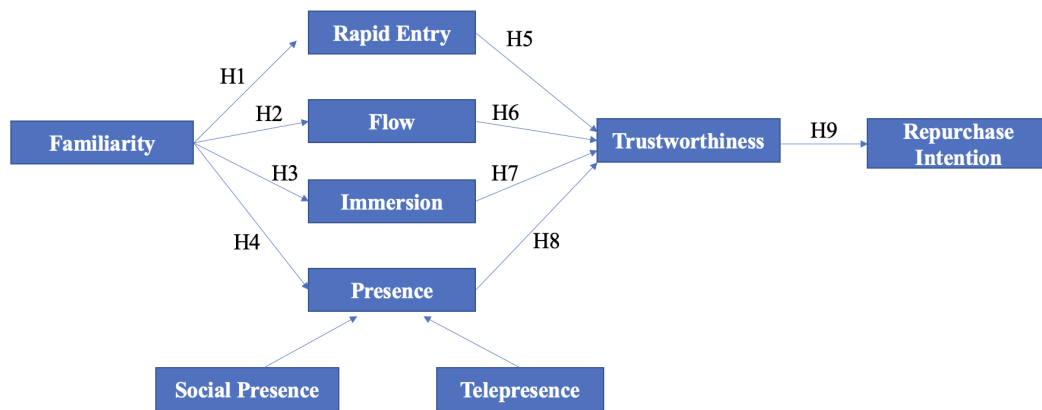 Rapid Entry
H5
H1
H2
Flow
H6
H9
Familiarity
Trustworthiness
Repurchase
Intention
H3
Immersion
H7
H4
H8
Presence
Social Presence
Telepresence